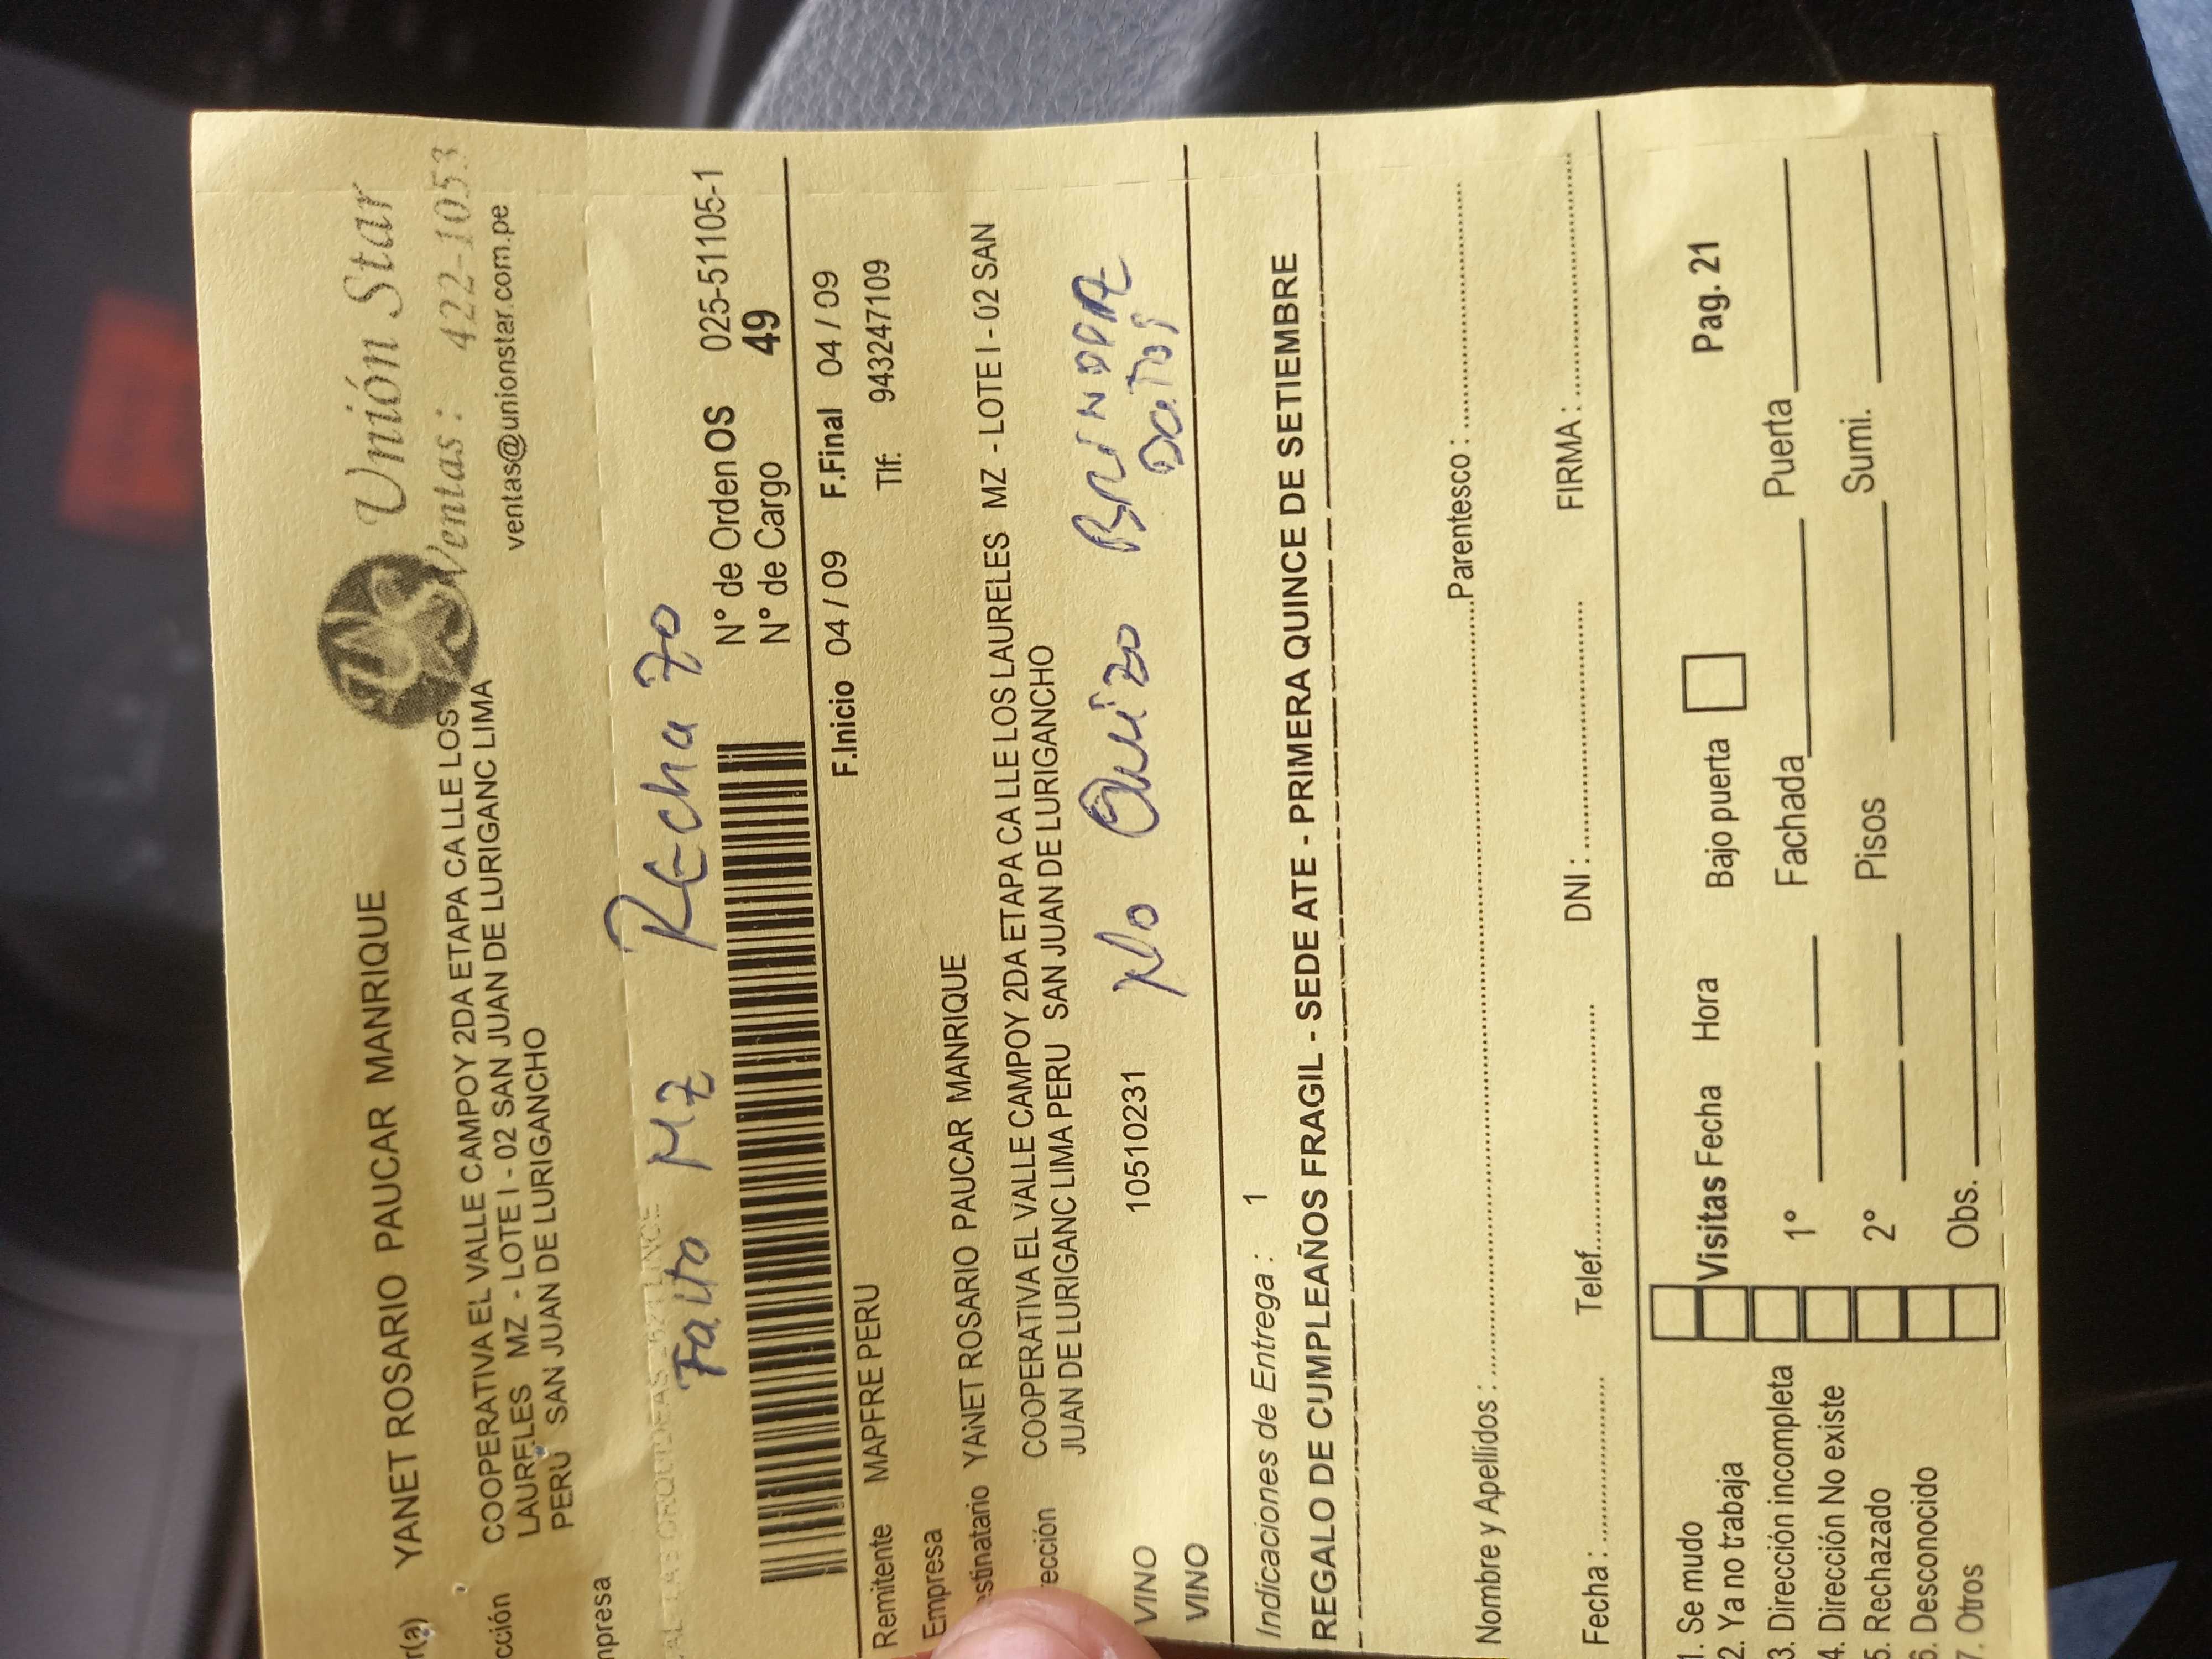 r(a) YANET ROSARIO PAUCAR MANRIQUE
Unión Star
Ventas : 422-1053
ventas@unionstar.com.pe
cción COOPERATIVA EL VALLE CAMPOY 2DA ETAPA CA LLE LOS
LAURELES MZ - LOTE I - 02 SAN JUAN DE LURIGANC LIMA
PERU SAN JUAN DE LURIGANCHO
mpresa
Falto Mz Rechazo
N° de Orden OS 025-51105-1
N° de Cargo 49
F.Inicio 04 / 09 F.Final 04 / 09
Remitente MAPFRE PERU Tlf. 943247109
Empresa
estinatario YANET ROSARIO PAUCAR MANRIQUE
ección COOPERATIVA EL VALLE CAMPOY 2DA ETAPA CA LLE LOS LAURELES MZ - LOTE I - 02 SAN
JUAN DE LURIGANC LIMA PERU SAN JUAN DE LURIGANCHO
VINO 10510231 No Quizo BRINDAR
Datos
VINO
Indicaciones de Entrega : 1
REGALO DE CUMPLEAÑOS FRAGIL - SEDE ATE - PRIMERA QUINCE DE SETIEMBRE
Nombre y Apellidos : Parentesco :
Fecha : Telef. DNI : FIRMA :
1. Se mudo
2. Ya no trabaja Visitas Fecha Hora Bajo puerta Pag. 21
3. Dirección incompleta 1° Fachada Puerta
4. Dirección No existe
5. Rechazado 2° Pisos Sumi.
6. Desconocido
7. Otros Obs.